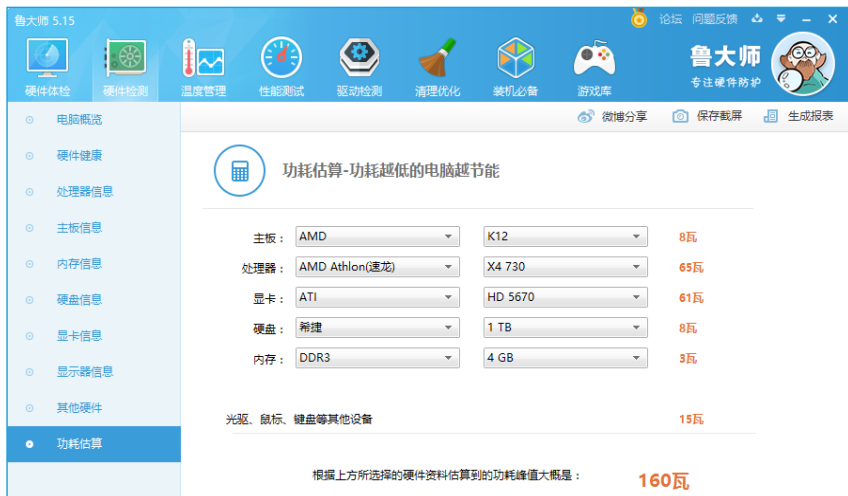 鲁大师 5.15
论坛 问题反馈
硬件体检 硬件检测 温度管理 性能测试 驱动检测 清理优化 装机必备 游戏库
鲁大师
专注硬件防护
微博分享 保存截屏 生成报表
电脑概览
硬件健康
处理器信息
主板信息
内存信息
硬盘信息
显卡信息
显示器信息
其他硬件
功耗估算
功耗估算-功耗越低的电脑越节能
主板： AMD K12 8瓦
处理器： AMD Athlon(速龙) X4 730 65瓦
显卡： ATI HD 5670 61瓦
硬盘： 希捷 1 TB 8瓦
内存： DDR3 4 GB 3瓦
光驱、鼠标、键盘等其他设备 15瓦
根据上方所选择的硬件资料估算到的功耗峰值大概是： 160瓦